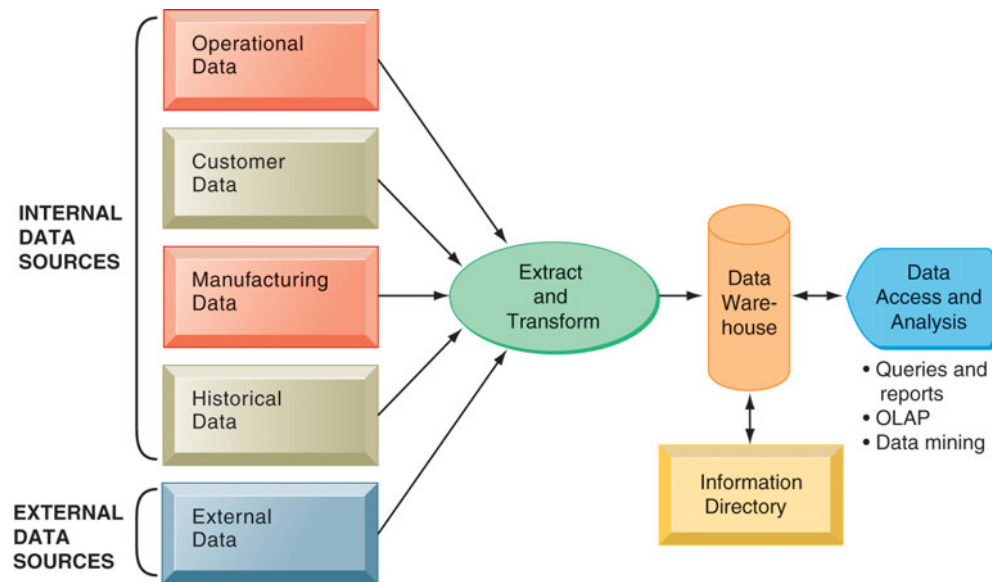 Operational
Data
Customer
Data
INTERNAL
DATA
SOURCES
Manufacturing
Data
Historical
Data
EXTERNAL
DATA
SOURCES
External
Data
Extract
and
Transform
Data
Ware-
house
Data
Access and
Analysis
• Queries and
reports
• OLAP
• Data mining
Information
Directory